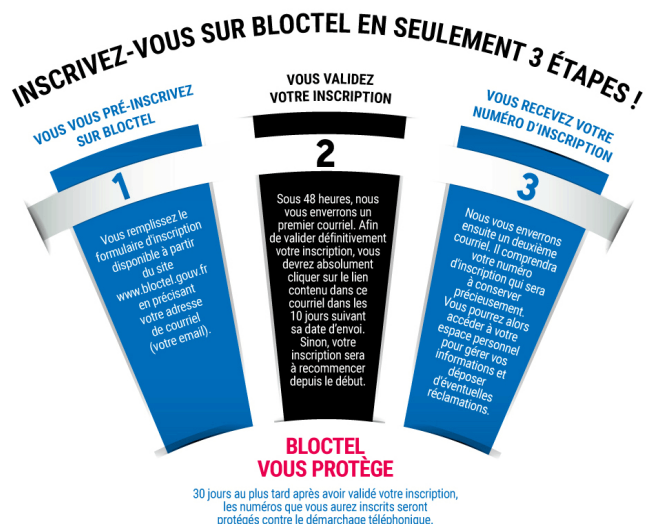 INSCRIVEZ-VOUS SUR BLOCTEL EN SEULEMENT 3 ÉTAPES !
VOUS VOUS PRÉ-INSCRIVEZ
SUR BLOCTEL
1
Vous remplissez le
formulaire d'inscription
disponible à partir
du site
www.bloctel.gouv.fr
en précisant
votre adresse
de courriel
(votre email).
VOUS VALIDEZ
VOTRE INSCRIPTION
2
Sous 48 heures, nous
vous enverrons un
premier courriel. Afin
de valider définitivement
votre inscription, vous
devrez absolument
cliquer sur le lien
contenu dans ce
courriel dans les
10 jours suivant
sa date d'envoi.
Sinon, votre
inscription sera
à recommencer
depuis le début.
VOUS RECEVEZ VOTRE
NUMÉRO D'INSCRIPTION
3
Nous vous enverrons
ensuite un deuxième
courriel. Il comprendra
votre numéro
d'inscription qui sera
à conserver
précieusement.
Vous pourrez alors
accéder à votre
espace personnel
pour gérer vos
informations et
déposer
d'éventuelles
réclamations.
BLOCTEL
VOUS PROTÈGE
30 jours au plus tard après avoir validé votre inscription,
les numéros que vous aurez inscrits seront
protégés contre le démarchage téléphonique.